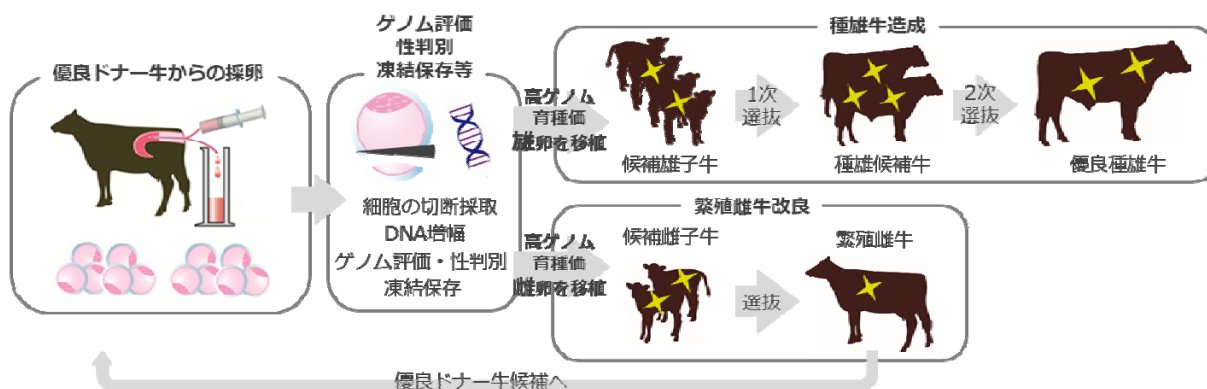 優良ドナー牛からの採卵
ゲノム評価
性判別
凍結保存等
細胞の切断採取
DNA増幅
ゲノム評価・性判別
凍結保存
高ゲノム
育種価
雄卵を移植
種雄牛造成
候補雄子牛
1次
選抜
種雄候補牛
2次
選抜
優良種雄牛
高ゲノム
育種価
雌卵を移植
繁殖雌牛改良
候補雌子牛
選抜
繁殖雌牛
優良ドナー牛候補へ